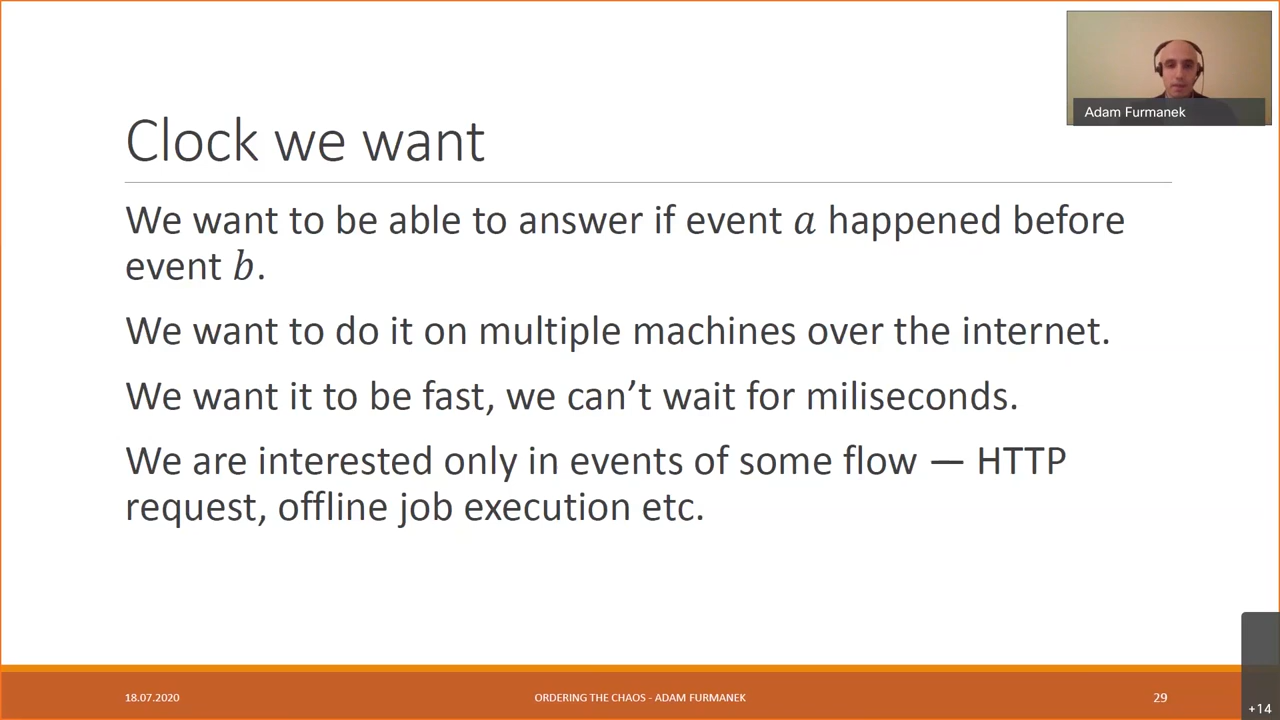 Adam Furmanek
Clock we want
We want to be able to answer if event a happened before
event b.
We want to do it on multiple machines over the internet.
We want it to be fast, we can’t wait for miliseconds.
We are interested only in events of some flow — HTTP
request, offline job execution etc.
18.07.2020
ORDERING THE CHAOS - ADAM FURMANEK
29
+14